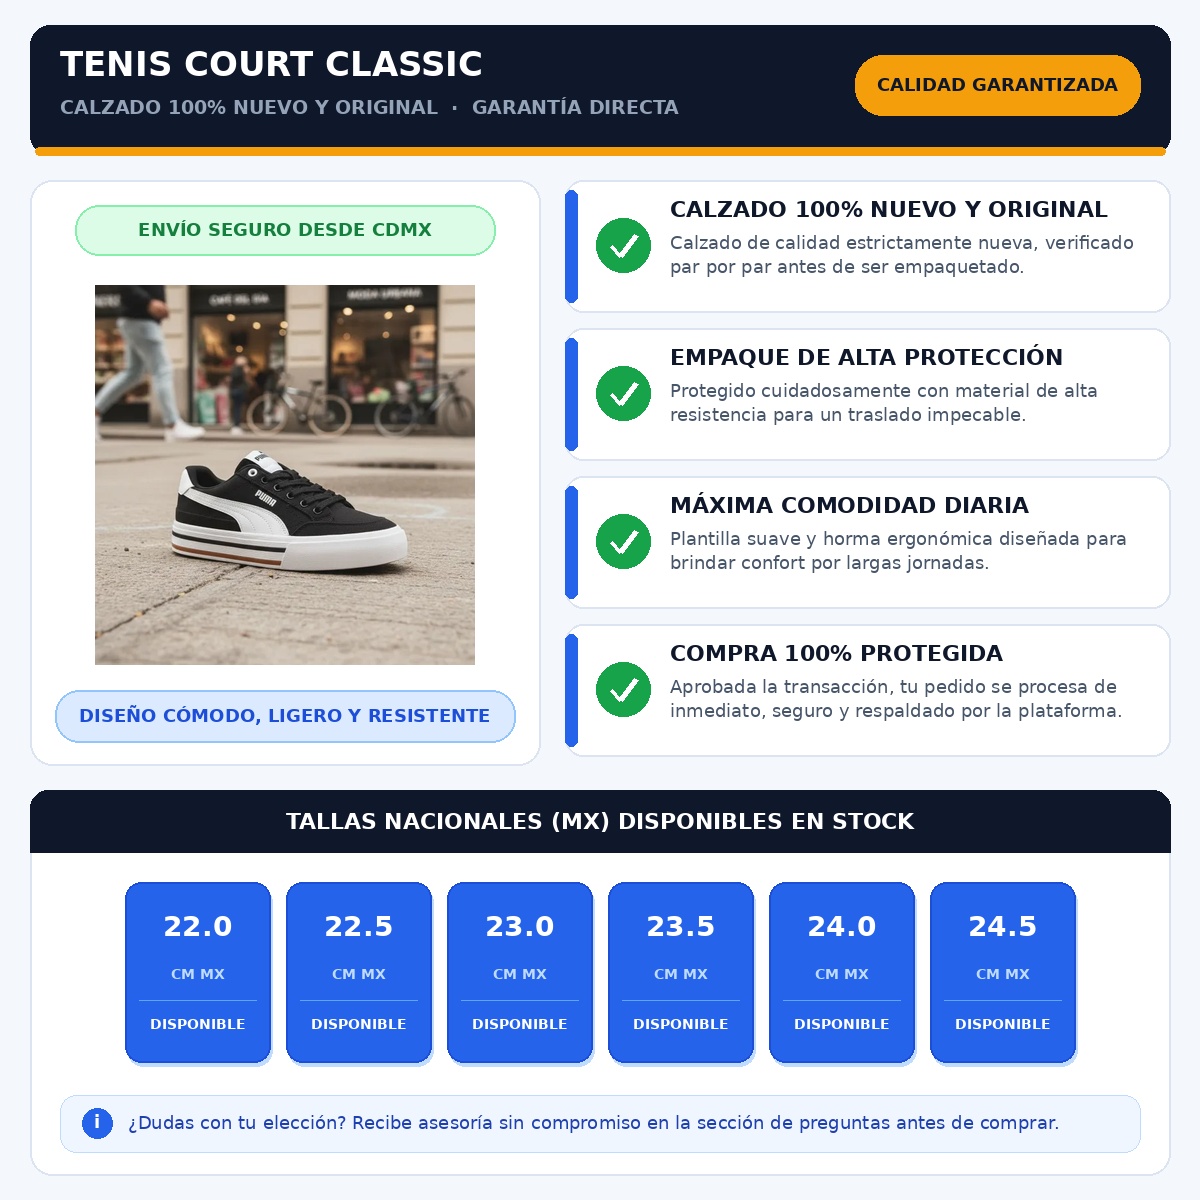 TENIS COURT CLASSIC
CALZADO 100% NUEVO Y ORIGINAL · GARANTÍA DIRECTA
CALIDAD GARANTIZADA
ENVÍO SEGURO DESDE CDMX
CAFÉ DEL DÍA
MODA URBANA
PUMA
DISEÑO CÓMODO, LIGERO Y RESISTENTE
CALZADO 100% NUEVO Y ORIGINAL
Calzado de calidad estrictamente nueva, verificado
par por par antes de ser empaquetado.
EMPAQUE DE ALTA PROTECCIÓN
Protegido cuidadosamente con material de alta
resistencia para un traslado impecable.
MÁXIMA COMODIDAD DIARIA
Plantilla suave y horma ergonómica diseñada para
brindar confort por largas jornadas.
COMPRA 100% PROTEGIDA
Aprobada la transacción, tu pedido se procesa de
inmediato, seguro y respaldado por la plataforma.
TALLAS NACIONALES (MX) DISPONIBLES EN STOCK
22.0 22.5 23.0 23.5 24.0 24.5
CM MX CM MX CM MX CM MX CM MX CM MX
DISPONIBLE DISPONIBLE DISPONIBLE DISPONIBLE DISPONIBLE DISPONIBLE
i ¿Dudas con tu elección? Recibe asesoría sin compromiso en la sección de preguntas antes de comprar.